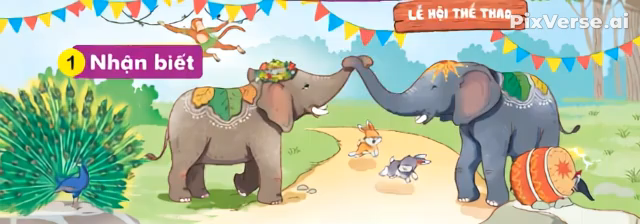 LỄ HỘI THỂ THAO
PixVerse.ai
1 Nhận biết